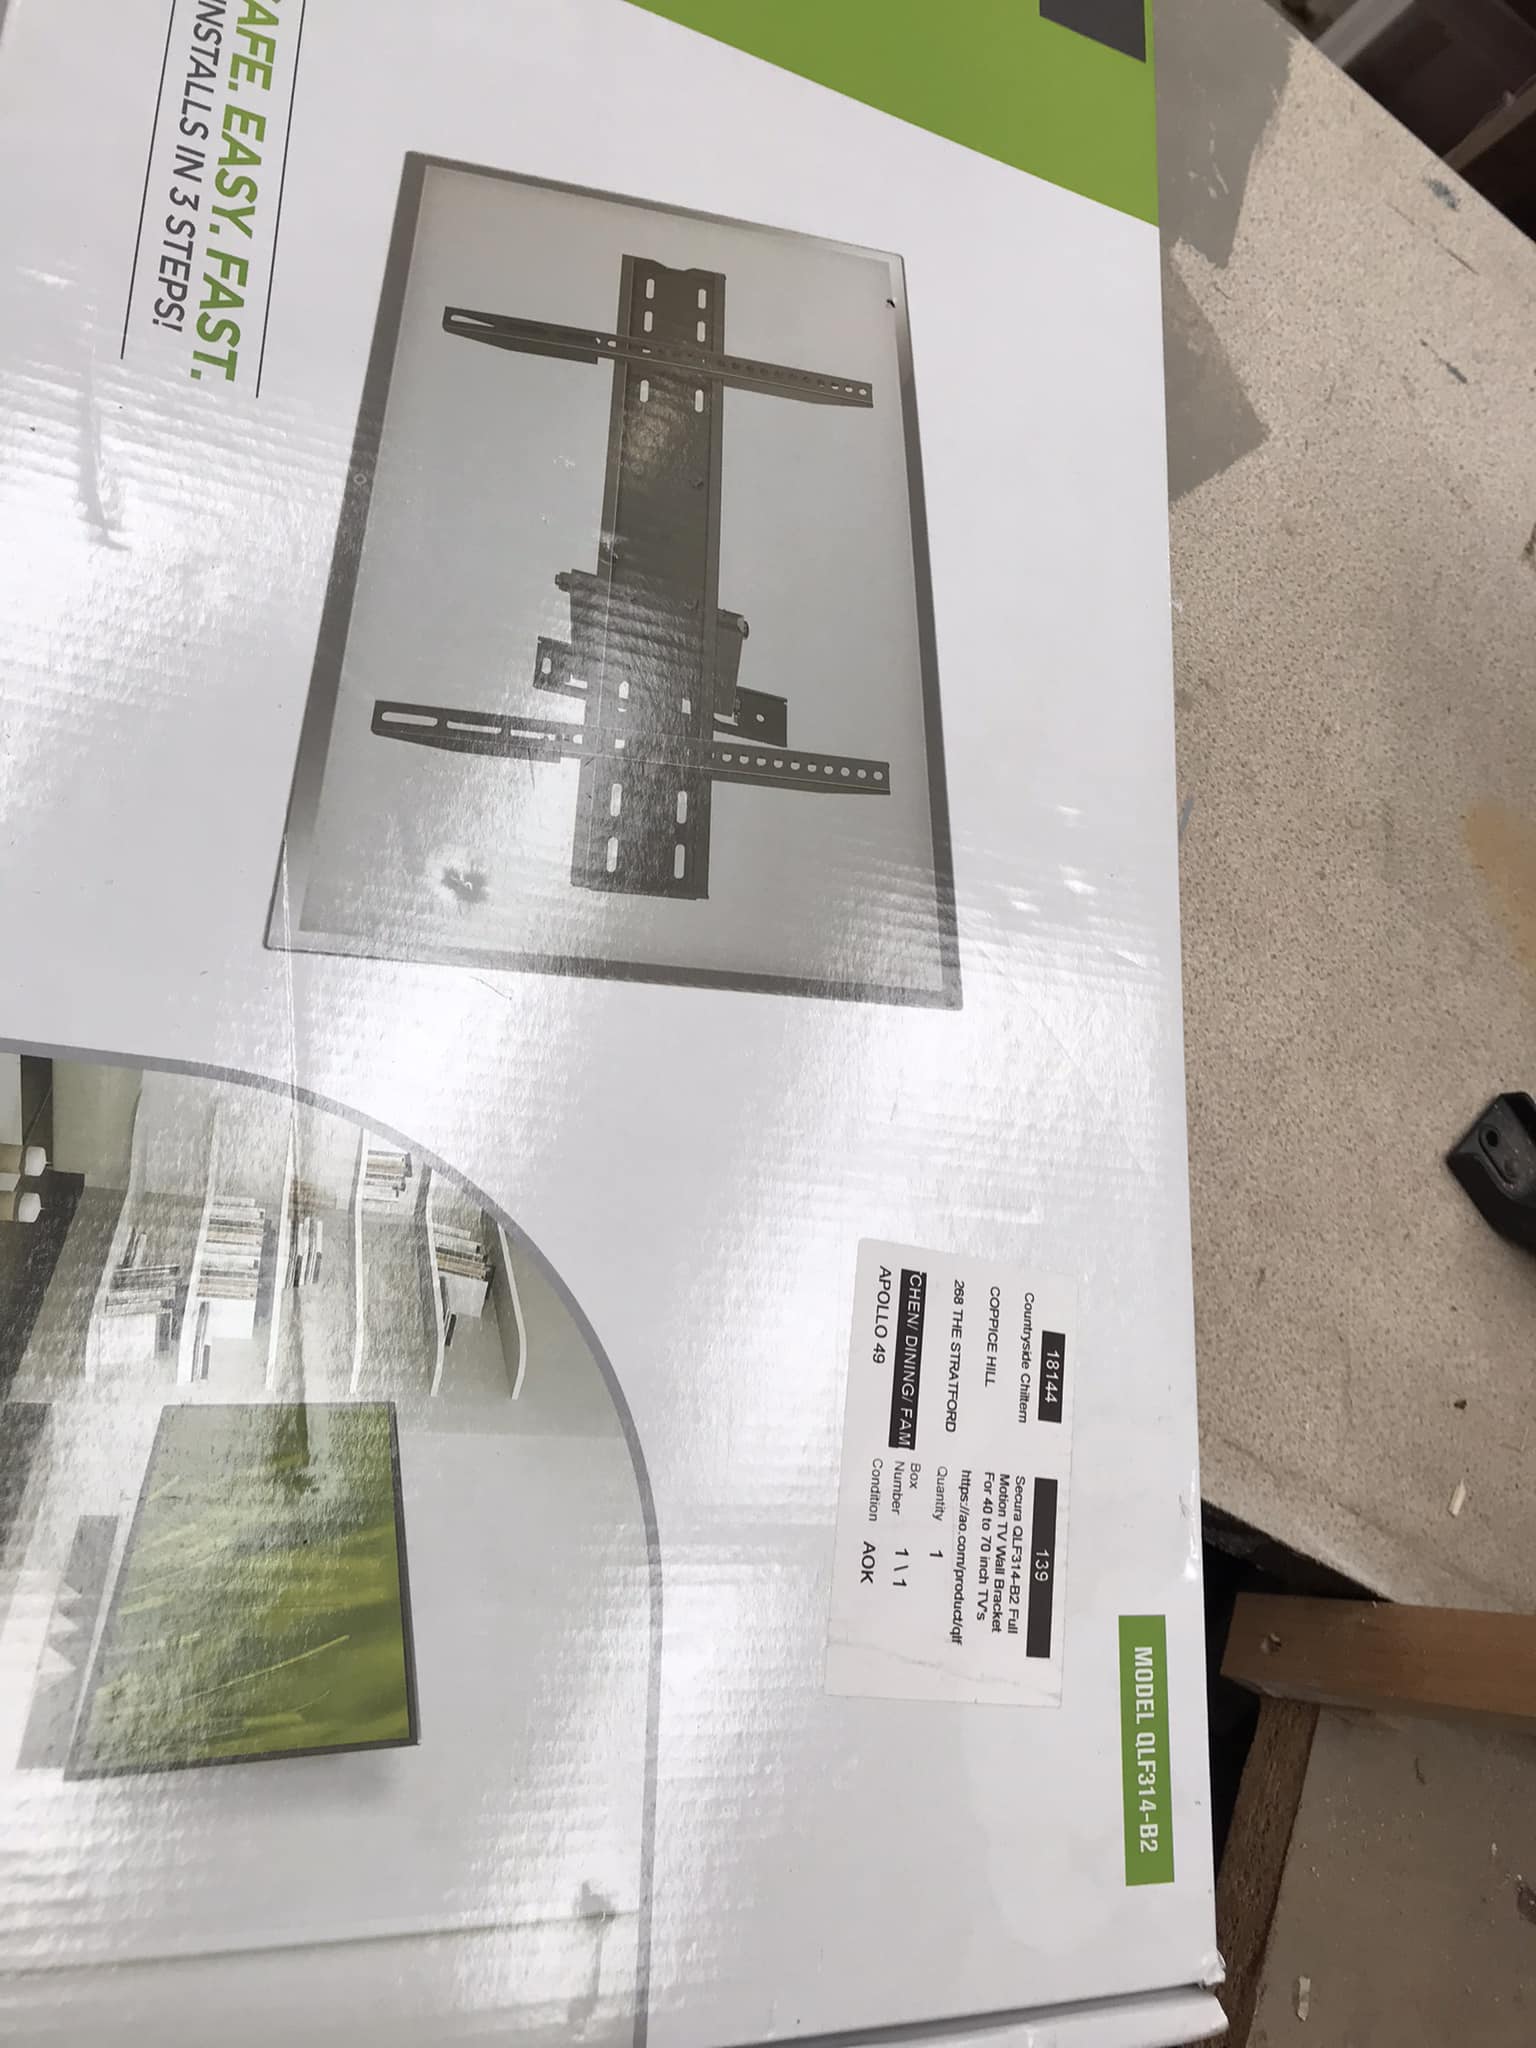 AFE. EASY. FAST.
INSTALLS IN 3 STEPS!
18144
Countryside Chiltern
COPPICE HILL
268 THE STRATFORD
CHEN/ DINING/ FAM
APOLLO 49
139
Secura QLF314-B2 Full
Motion TV Wall Bracket
For 40 to 70 inch TV's
https://ao.com/product/qlf
Quantity 1
Box
Number 1 \ 1
Condition AOK
MODEL QLF314-B2